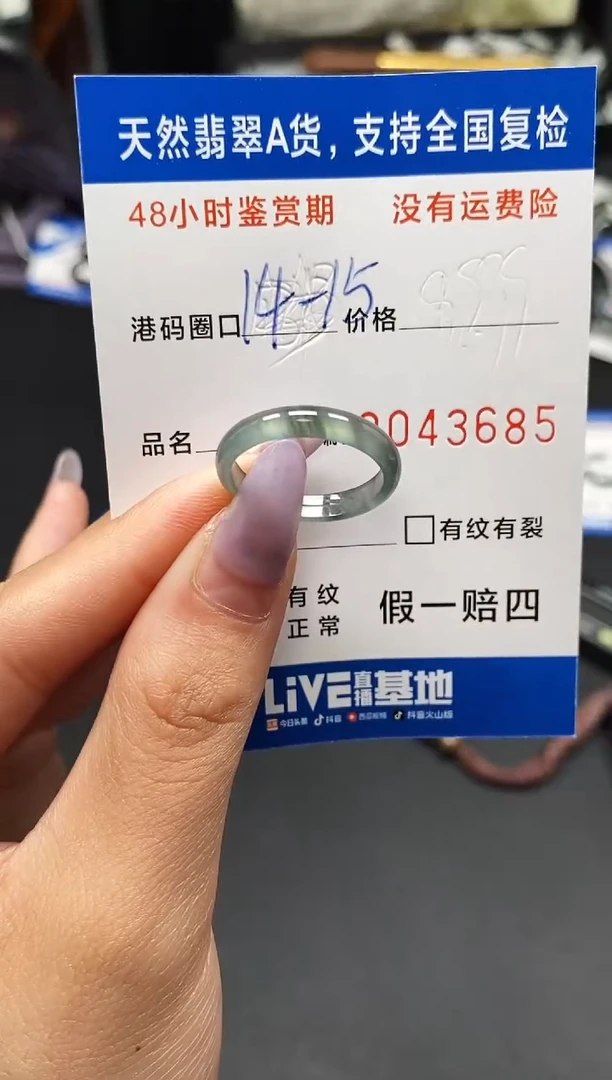 天然翡翠A货，支持全国复检
48小时鉴赏期 没有运费险
港码圈口 14-15 价格
品名 043685
有纹有裂
有纹
正常
假一赔四
LiVE直播基地
今日头条 抖音 西瓜视频 抖音火山版